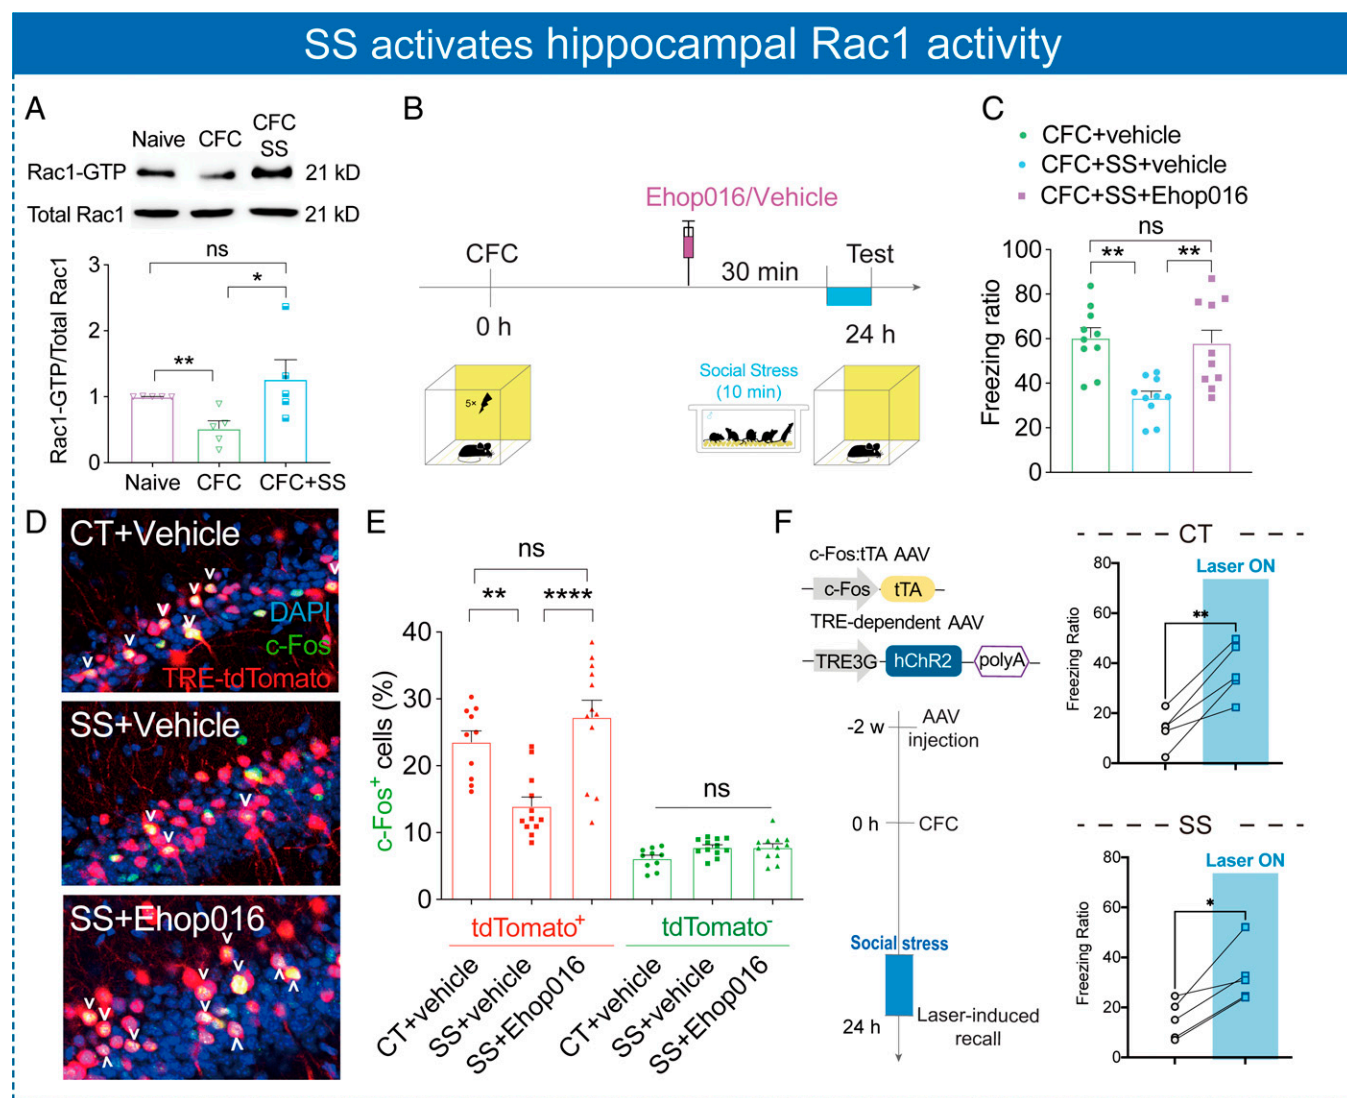 SS activates hippocampal Rac1 activity
A
Naive CFC CFC
SS
Rac1-GTP 21 kD
Total Rac1 21 kD
ns
*
**
Rac1-GTP/Total Rac1
3
2
1
0
Naive CFC CFC+SS
B
Ehop016/Vehicle
CFC 30 min Test
0 h 24 h
5×
Social Stress
(10 min)
C
CFC+vehicle
CFC+SS+vehicle
CFC+SS+Ehop016
ns
** **
Freezing ratio
100
80
60
40
20
0
D
CT+Vehicle
DAPI
c-Fos
TRE-tdTomato
SS+Vehicle
SS+Ehop016
E
ns
** ****
c-Fos+ cells (%)
40
30
20
10
0
ns
tdTomato+ tdTomato-
CT+vehicle
SS+vehicle
SS+Ehop016
CT+vehicle
SS+vehicle
SS+Ehop016
F
c-Fos:tTA AAV
c-Fos tTA
TRE-dependent AAV
TRE3G hChR2 polyA
-2 w AAV
injection
0 h CFC
Social stress
24 h Laser-induced
recall
CT
Laser ON
**
Freezing Ratio
80
60
40
20
0
SS
Laser ON
*
Freezing Ratio
80
60
40
20
0